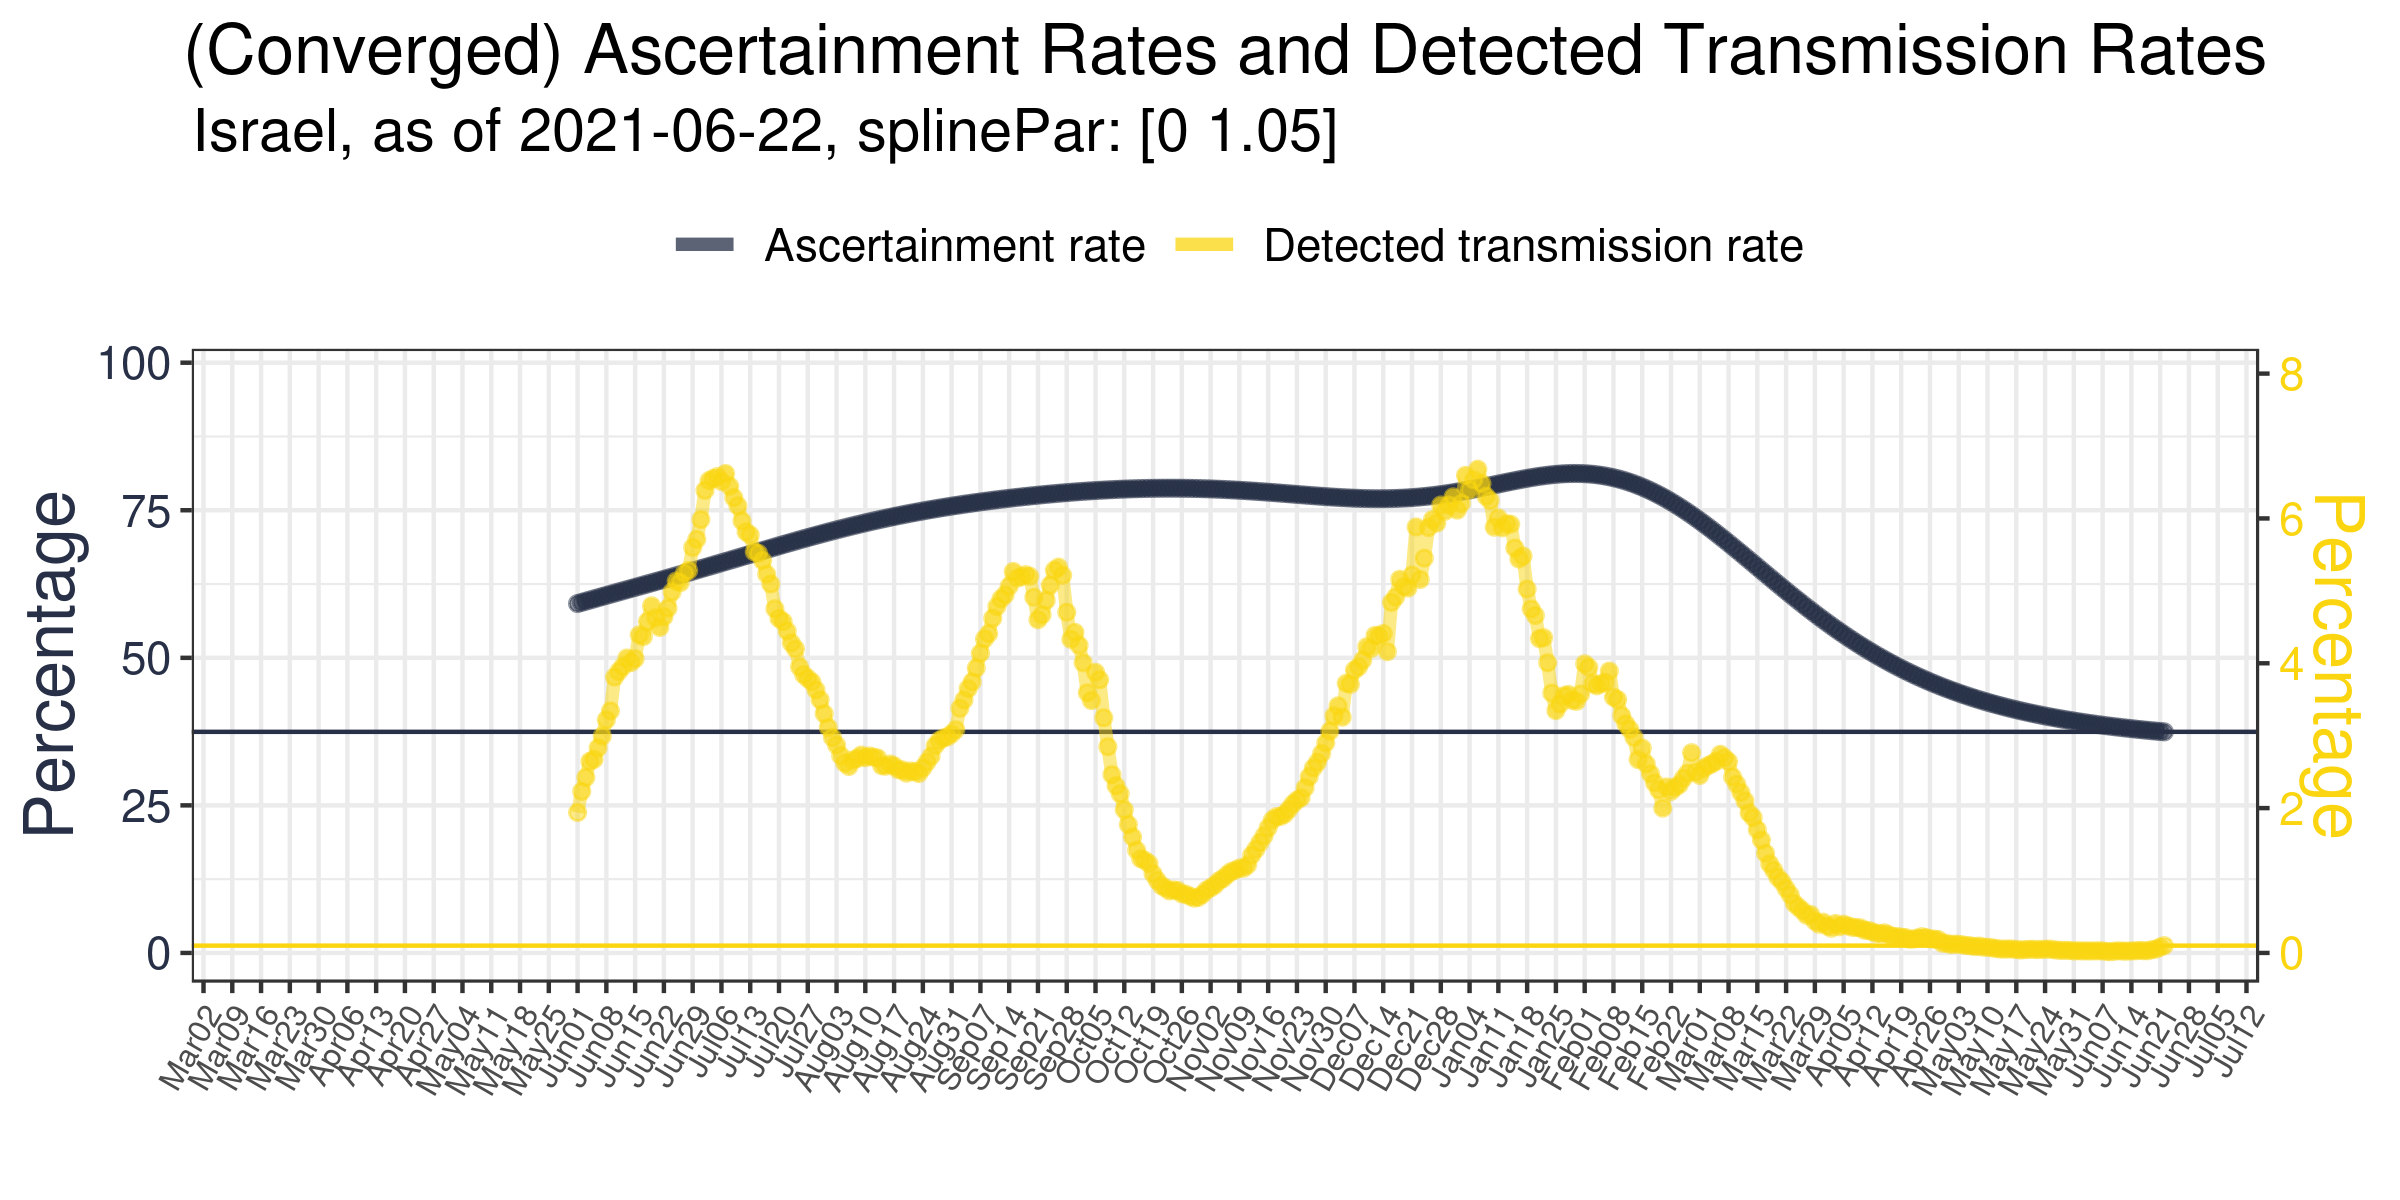 (Converged) Ascertainment Rates and Detected Transmission Rates
Israel, as of 2021-06-22, splinePar: [0 1.05]
Ascertainment rate Detected transmission rate
Percentage
100
75
50
25
0
8
6
4
2
0
Percentage
Mar02 Mar09 Mar16 Mar23 Mar30 Apr06 Apr13 Apr20 Apr27 May04 May11 May18 May25 Jun01 Jun08 Jun15 Jun22 Jun29 Jul06 Jul13 Jul20 Jul27 Aug03 Aug10 Aug17 Aug24 Aug31 Sep07 Sep14 Sep21 Sep28 Oct05 Oct12 Oct19 Oct26 Nov02 Nov09 Nov16 Nov23 Nov30 Dec07 Dec14 Dec21 Dec28 Jan04 Jan11 Jan18 Jan25 Feb01 Feb08 Feb15 Feb22 Mar01 Mar08 Mar15 Mar22 Mar29 Apr05 Apr12 Apr19 Apr26 May03 May10 May17 May24 May31 Jun07 Jun14 Jun21 Jun28 Jul05 Jul12